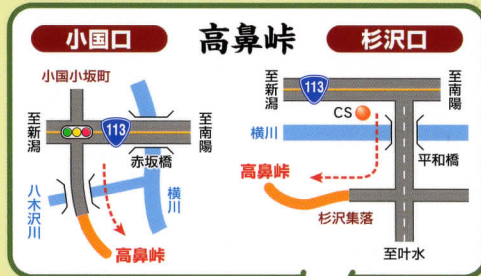 高鼻峠
小国口
小国小坂町
至新潟
113
至南陽
赤坂橋
八木沢川
横川
高鼻峠
杉沢口
至新潟
113
至南陽
CS
横川
平和橋
高鼻峠
杉沢集落
至叶水